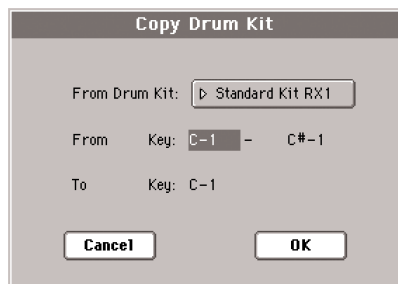 Copy Drum Kit
From Drum Kit: ▷ Standard Kit RX1
From Key: C-1 - C#-1
To Key: C-1
Cancel OK